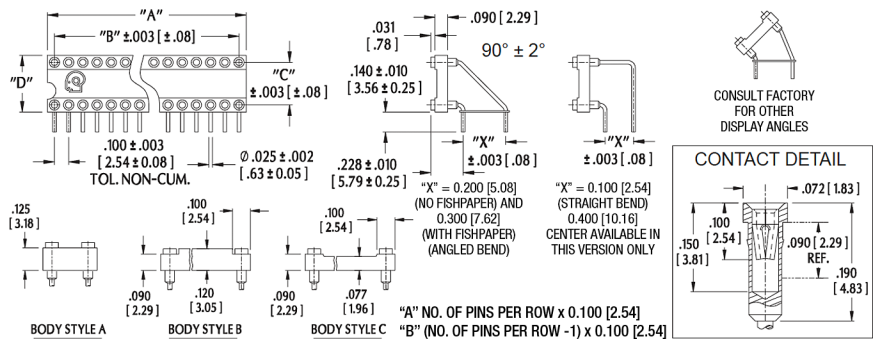 "A"
"B" ±.003 [±.08]
"D"
"C"
±.003 [±.08]
.100 ±.003
[2.54 ± 0.08]
TOL. NON-CUM.
Ø.025 ±.002
[.63 ± 0.05]
.031
[.78]
.090 [2.29]
90° ± 2°
.140 ±.010
[3.56 ± 0.25]
.228 ±.010
[5.79 ± 0.25]
"X"
±.003 [.08]
"X" = 0.200 [5.08]
(NO FISHPAPER) AND
0.300 [7.62]
(WITH FISHPAPER)
(ANGLED BEND)
"X"
±.003 [.08]
"X" = 0.100 [2.54]
(STRAIGHT BEND)
0.400 [10.16]
CENTER AVAILABLE IN
THIS VERSION ONLY
CONSULT FACTORY
FOR OTHER
DISPLAY ANGLES
CONTACT DETAIL
.072 [1.83]
.100
[2.54]
.150
[3.81]
.090 [2.29]
REF.
.190
[4.83]
.125
[3.18]
BODY STYLE A
.100
[2.54]
.090
[2.29]
.120
[3.05]
BODY STYLE B
.100
[2.54]
.090
[2.29]
.077
[1.96]
BODY STYLE C
"A" NO. OF PINS PER ROW x 0.100 [2.54]
"B" (NO. OF PINS PER ROW -1) x 0.100 [2.54]